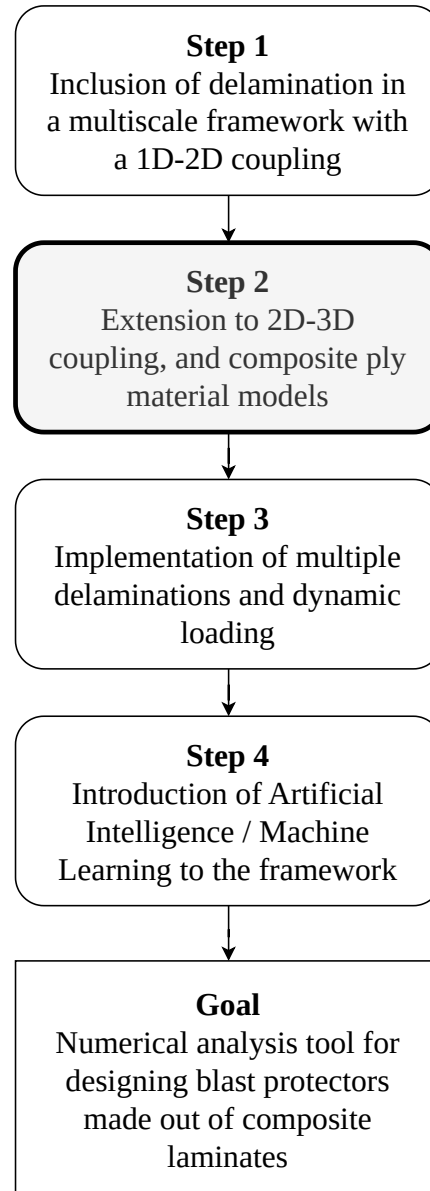 Step 1
Inclusion of delamination in
a multiscale framework with
a 1D-2D coupling
Step 2
Extension to 2D-3D
coupling, and composite ply
material models
Step 3
Implementation of multiple
delaminations and dynamic
loading
Step 4
Introduction of Artificial
Intelligence / Machine
Learning to the framework
Goal
Numerical analysis tool for
designing blast protectors
made out of composite
laminates